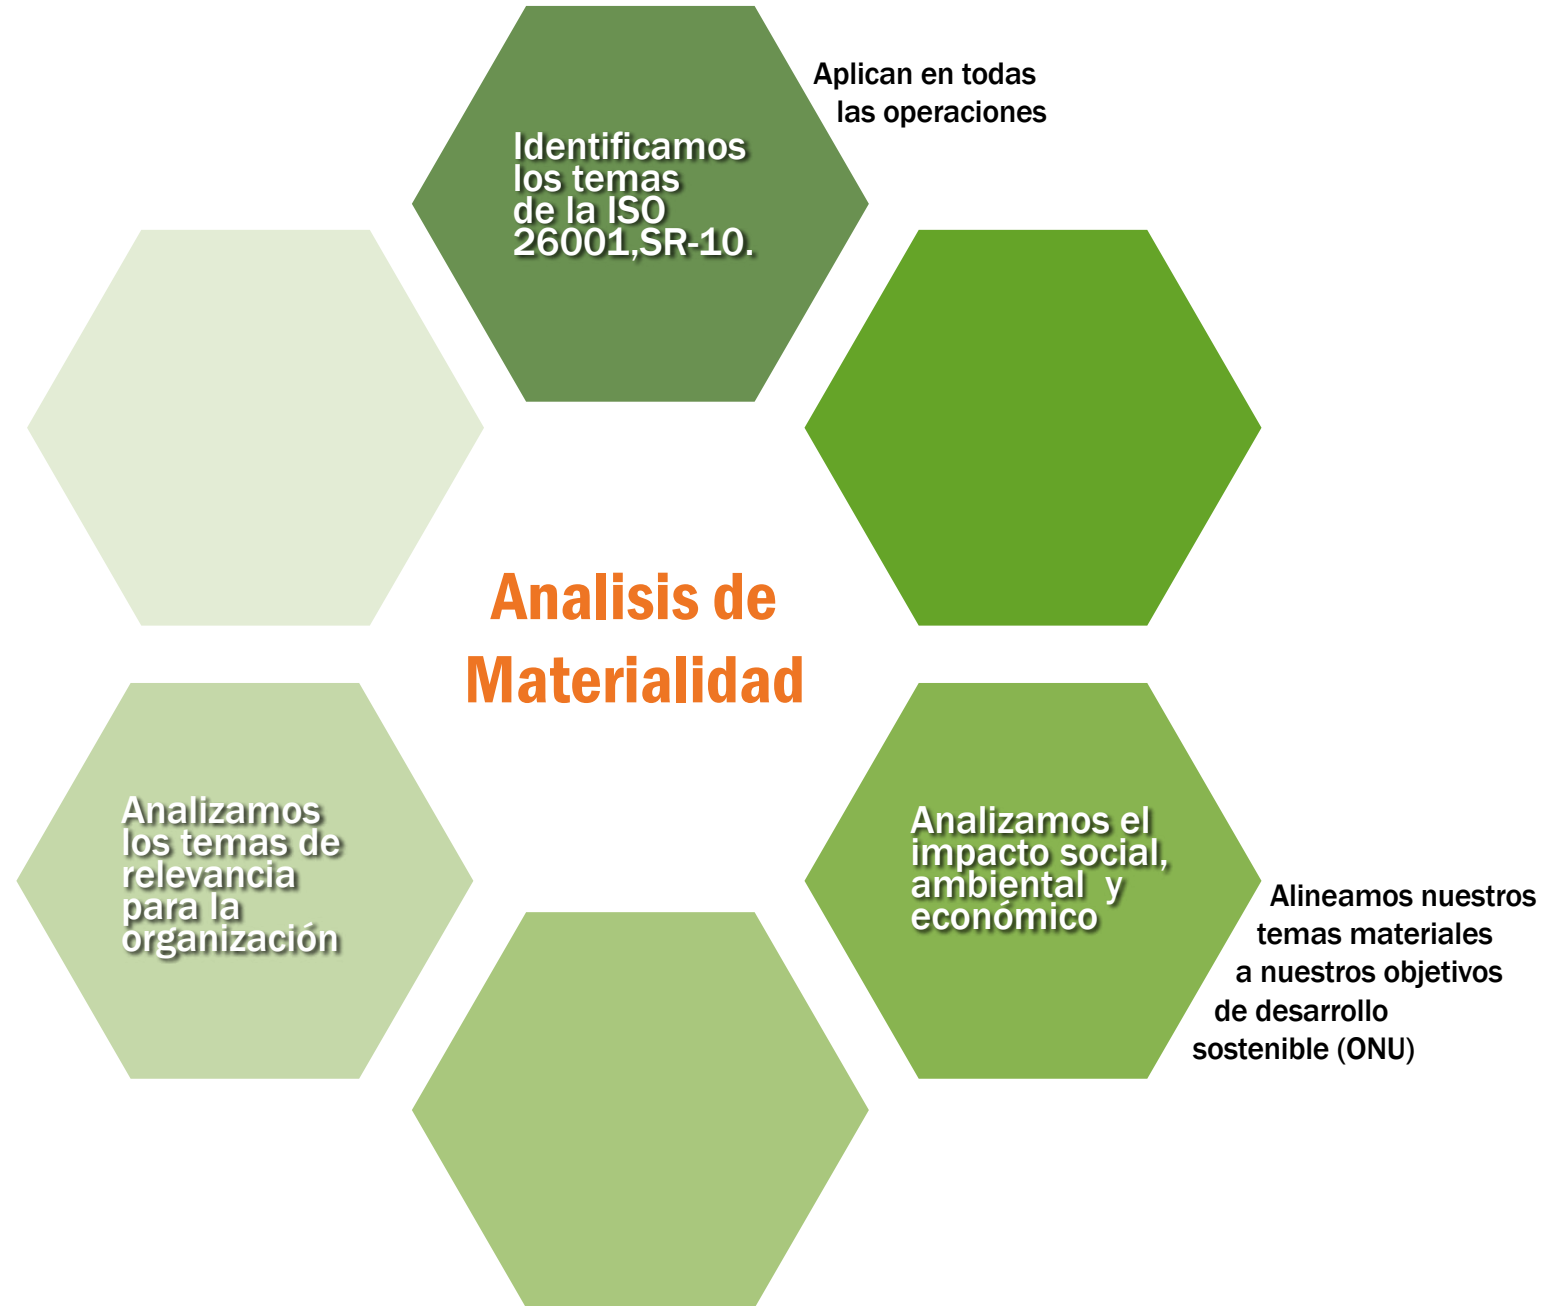 Identificamos
los temas
de la ISO
26001,SR-10.
Aplican en todas
las operaciones
Analisis de
Materialidad
Analizamos
los temas de
relevancia
para la
organización
Analizamos el
impacto social,
ambiental y
económico
Alineamos nuestros
temas materiales
a nuestros objetivos
de desarrollo
sostenible (ONU)